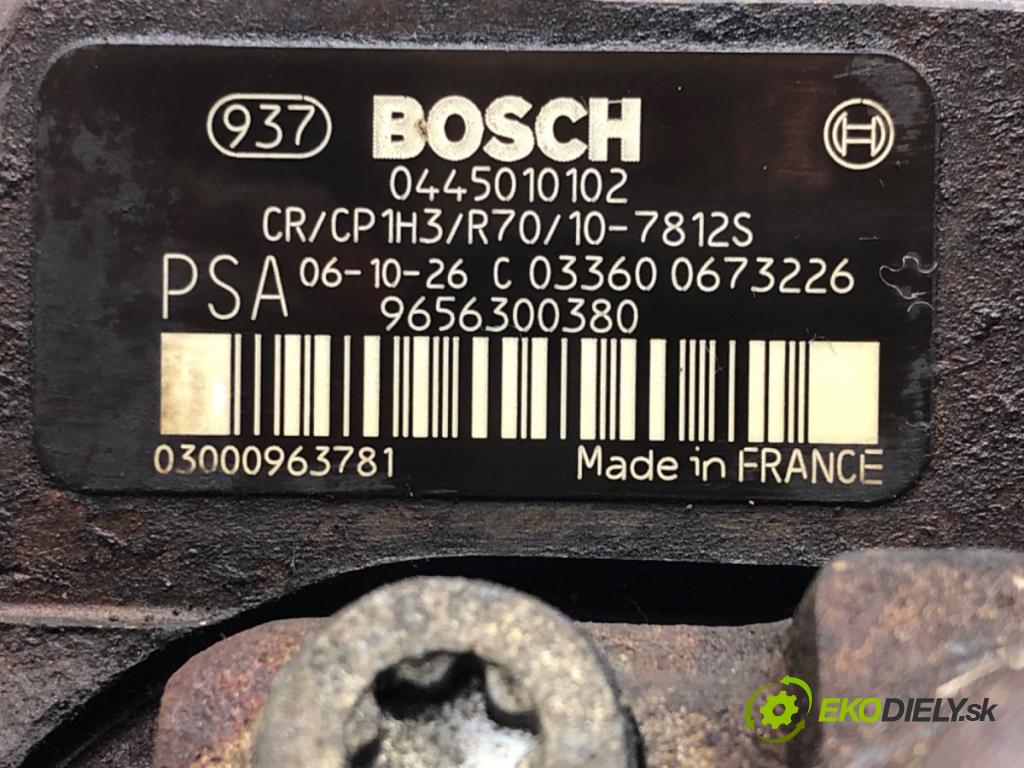 937 BOSCH
0445010102
CR/CP1H3/R70/10-7812S
PSA 06-10-26 C 03360 0673226
9656300380
03000963781 Made in FRANCE
EKODIELY.sk